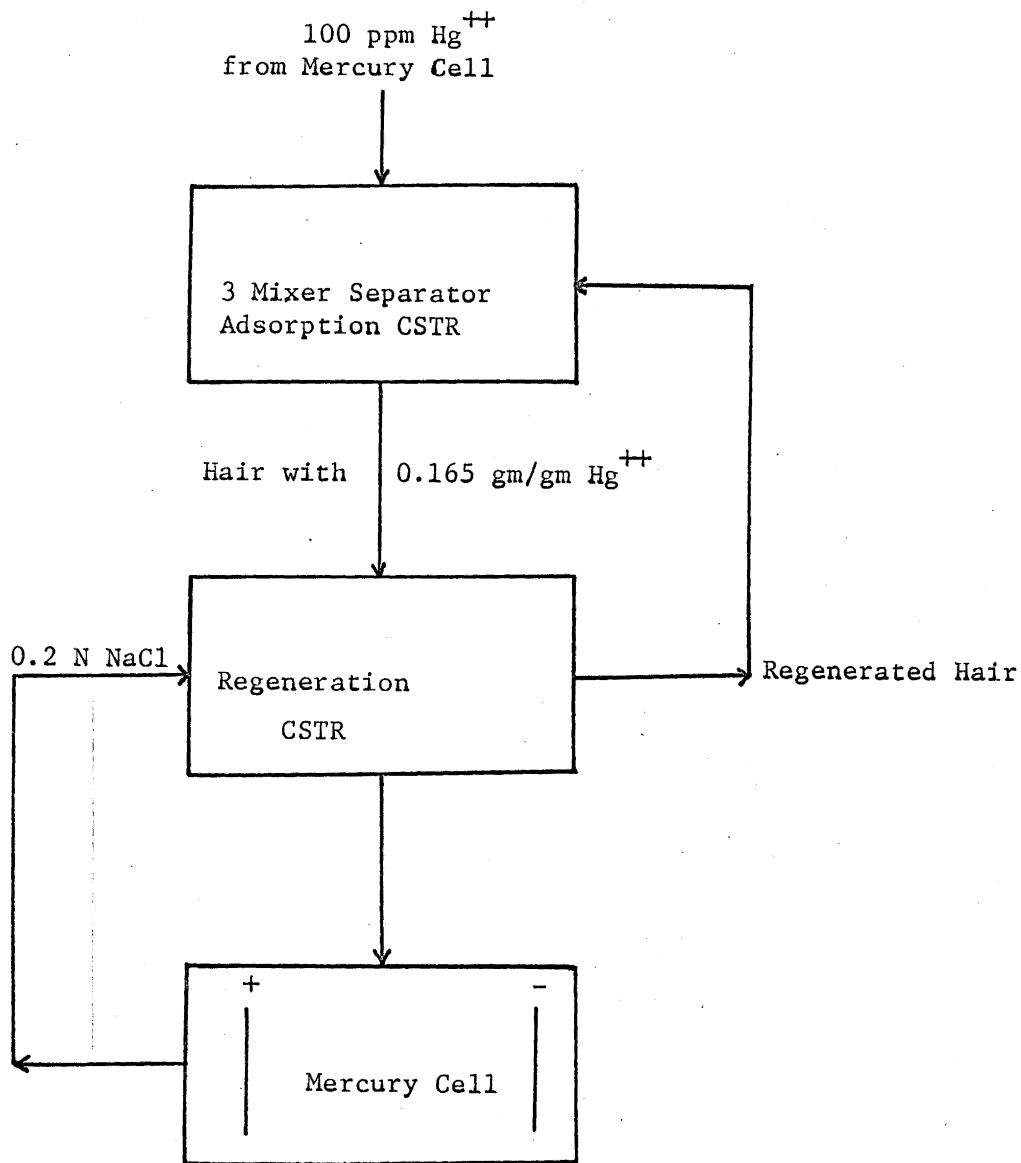 100 ppm Hg++
from Mercury Cell
3 Mixer Separator
Adsorption CSTR
Hair with 0.165 gm/gm Hg++
0.2 N NaCl
Regeneration
CSTR
Regenerated Hair
+ -
Mercury Cell